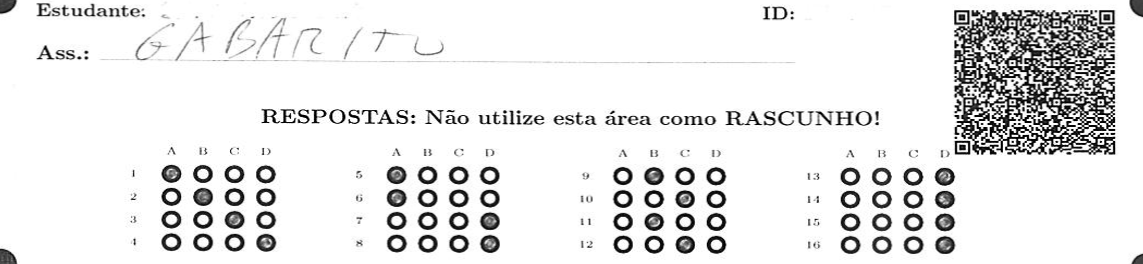 Estudante:
ID:
Ass.: GABARITO
RESPOSTAS: Não utilize esta área como RASCUNHO!
A B C D A B C D A B C D A B C D
1 5 9 13
2 6 10 14
3 7 11 15
4 8 12 16